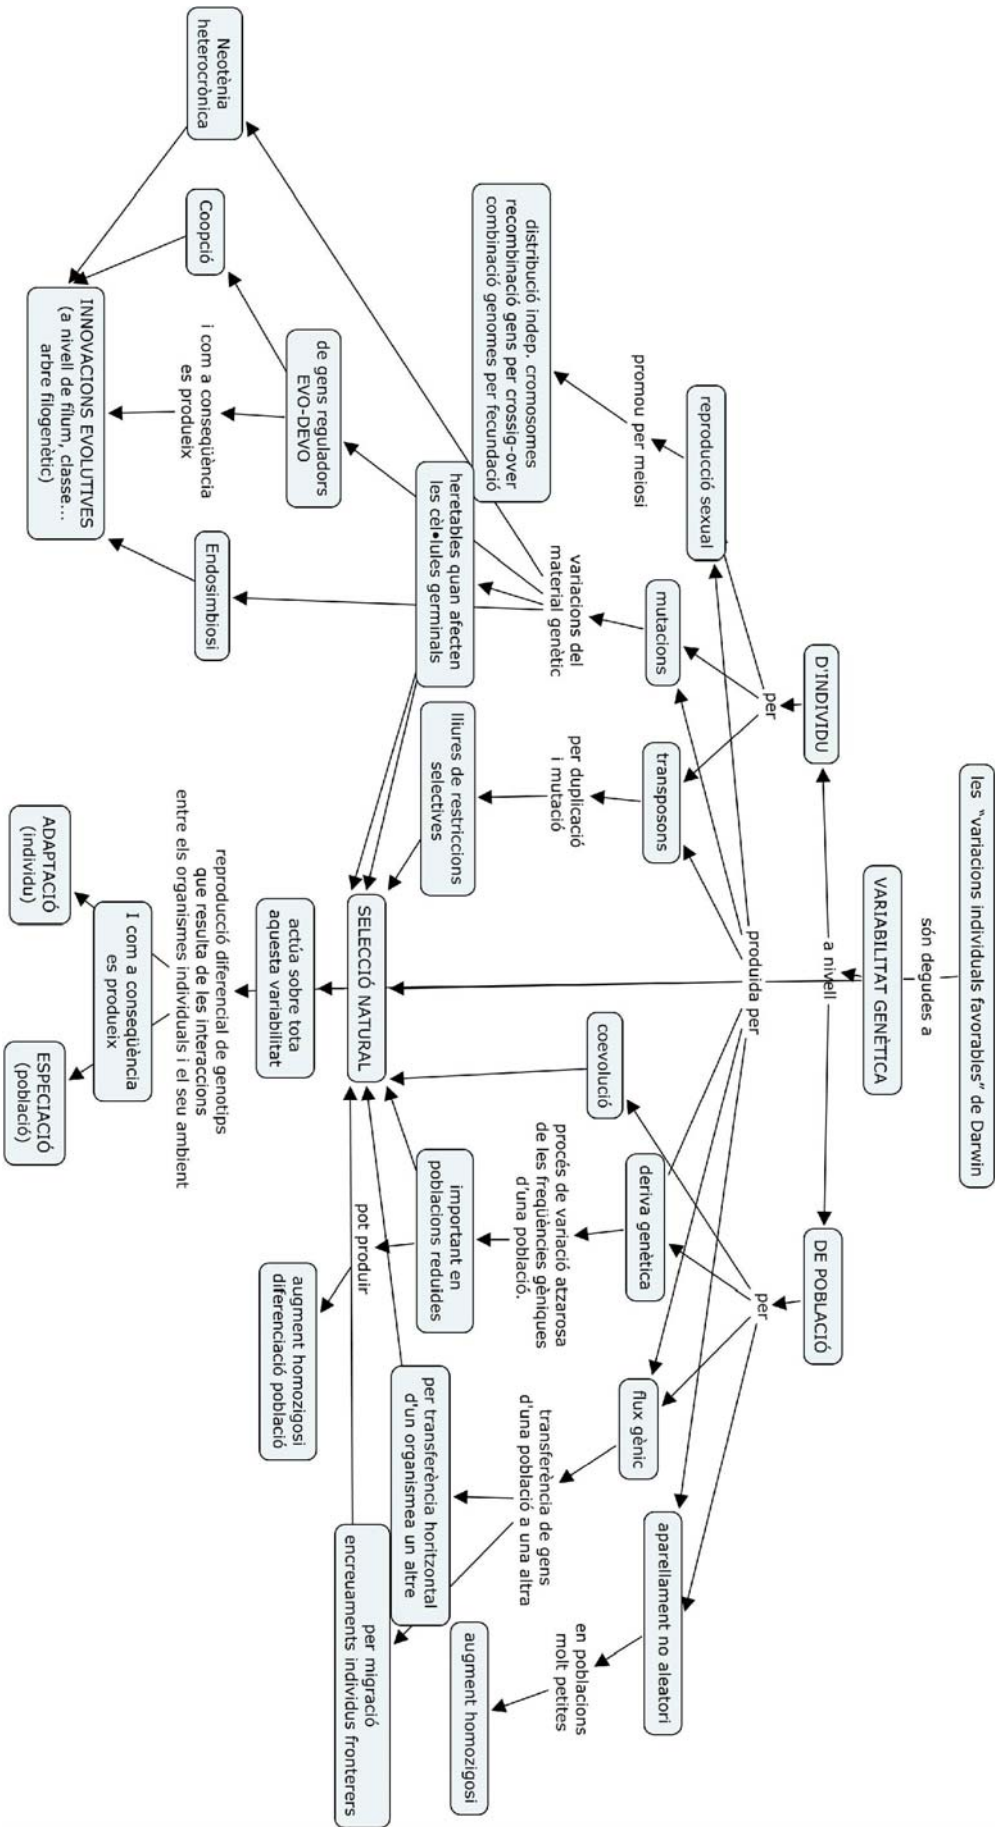 les "variacions individuals favorables" de Darwin
són degudes a
VARIABILITAT GENÈTICA
a nivell
D'INDIVIDU
DE POBLACIÓ
per
per
produida per
reproducció sexual
mutacions
transposons
coevolució
deriva genètica
flux gènic
aparellament no aleatori
promou per meiosi
variacions del
material genètic
per duplicació
i mutació
procés de variació atzarosa
de les freqüències gèniques
d'una població.
transferència de gens
d'una població a una altra
en poblacions
molt petites
distribució indep. cromosomes
recombinació gens per crossig-over
combinació genomes per fecundació
heretables quan afecten
les cèl•lules germinals
lliures de restriccions
selectives
important en
poblacions reduides
per transferència horitzontal
d'un organismea un altre
augment homozigosi
de gens reguladors
EVO-DEVO
SELECCIÓ NATURAL
pot produir
per migració
encreuaments individus fronterers
Neotènia
heterocrònica
Coopció
i com a conseqüència
es produeix
Endosimbiosi
actúa sobre tota
aquesta variabilitat
augment homozigosi
diferenciació població
reproducció diferencial de genotips
que resulta de les interaccions
entre els organismes individuals i el seu ambient
INNOVACIONS EVOLUTIVES
(a nivell de fílum, classe...
arbre filogenètic)
I com a conseqüència
es produeix
ADAPTACIÓ
(individu)
ESPECIACIÓ
(població)